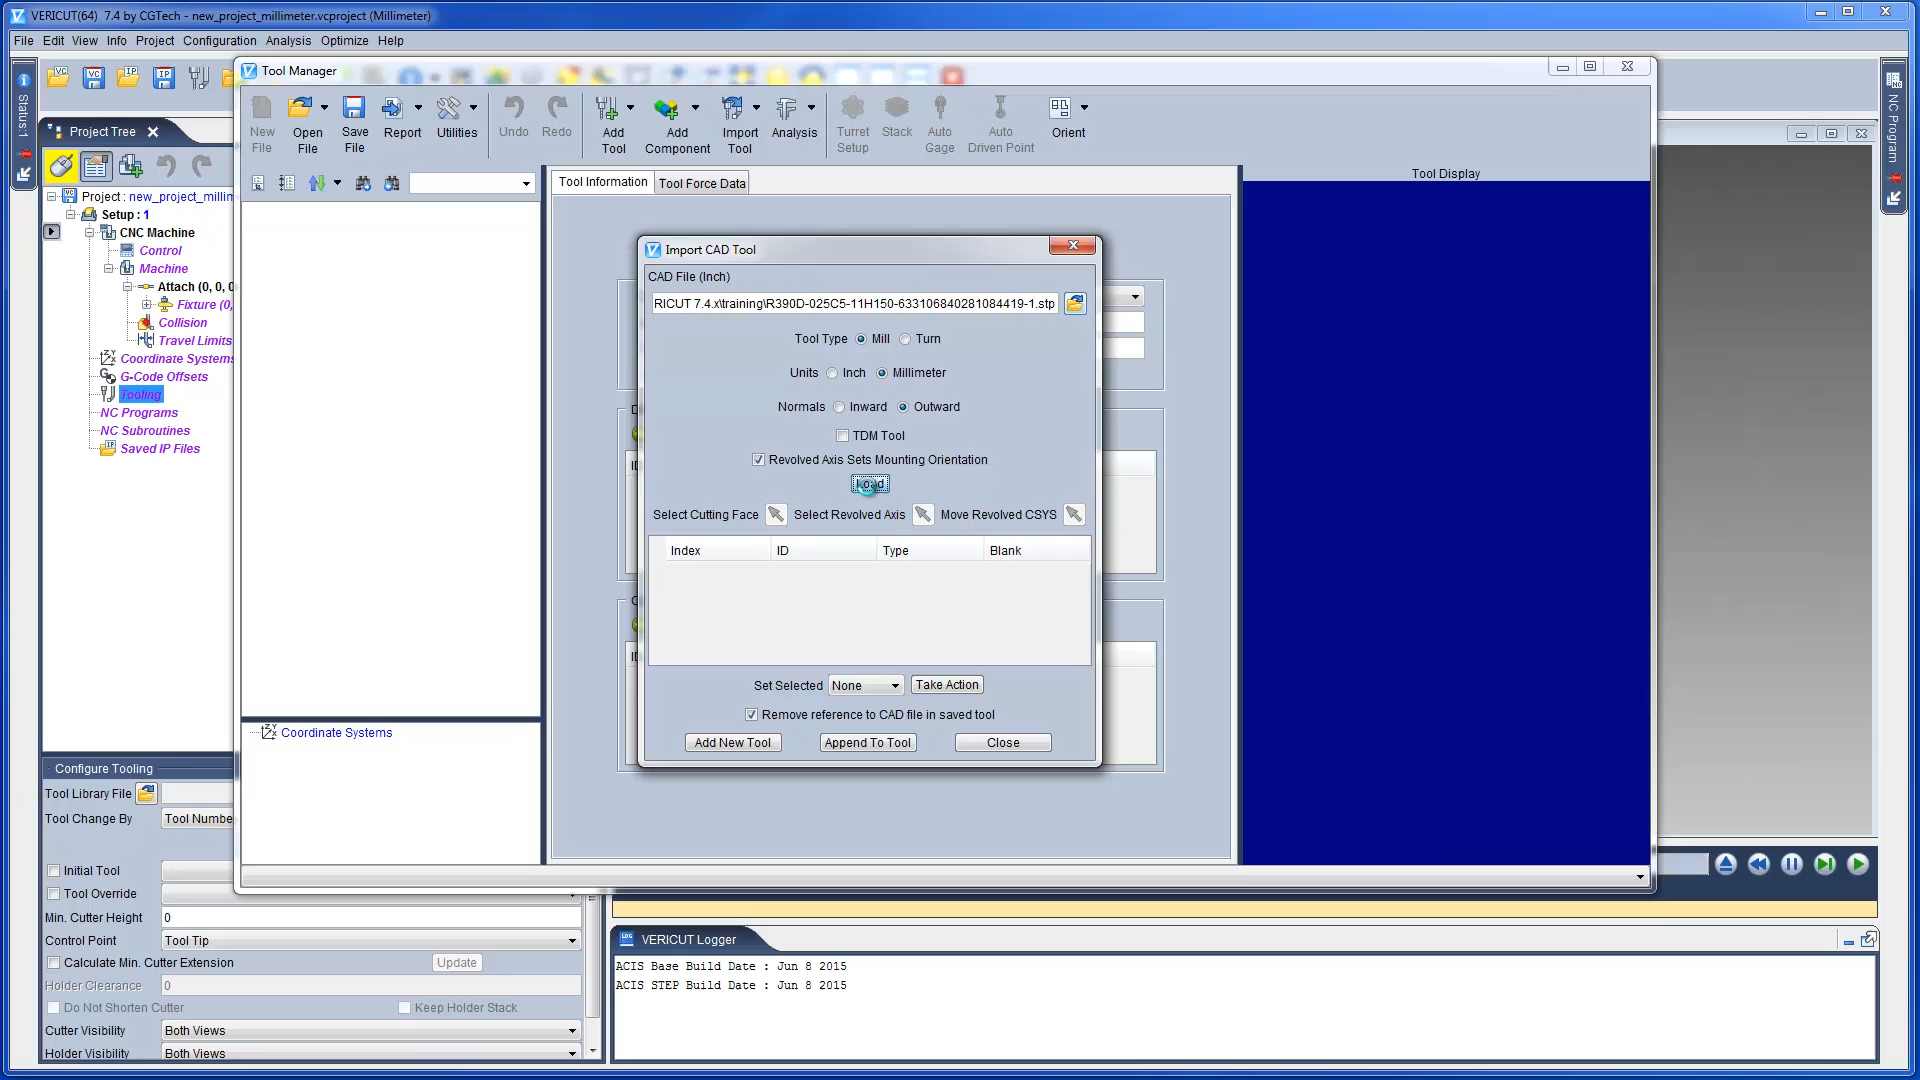 VERICUT(64) 7.4 by CGTech - new_project_millimeter.vcproject (Millimeter)
File Edit View Info Project Configuration Analysis Optimize Help
Status:1
Project Tree
Project : new_project_millim
Setup : 1
CNC Machine
Control
Machine
Attach (0, 0, 0
Fixture (0,
Collision
Travel Limits
Coordinate Systems
G-Code Offsets
Tooling
NC Programs
NC Subroutines
Saved IP Files
Configure Tooling
Tool Library File
Tool Change By Tool Numbe
Initial Tool
Tool Override
Min. Cutter Height 0
Control Point Tool Tip
Calculate Min. Cutter Extension Update
Holder Clearance 0
Do Not Shorten Cutter Keep Holder Stack
Cutter Visibility Both Views
Holder Visibility Both Views
Tool Manager
New File
Open File
Save File
Report
Utilities
Undo
Redo
Add Tool
Add Component
Import Tool
Analysis
Turret Setup
Stack
Auto Gage
Auto Driven Point
Orient
Tool Information Tool Force Data
Tool Display
Coordinate Systems
Import CAD Tool
CAD File (Inch)
RICUT 7.4.x\training\R390D-025C5-11H150-633106840281084419-1.stp
Tool Type Mill Turn
Units Inch Millimeter
Normals Inward Outward
TDM Tool
Revolved Axis Sets Mounting Orientation
Load
Select Cutting Face Select Revolved Axis Move Revolved CSYS
Index ID Type Blank
Set Selected None Take Action
Remove reference to CAD file in saved tool
Add New Tool Append To Tool Close
NC Program
VERICUT Logger
ACIS Base Build Date : Jun 8 2015
ACIS STEP Build Date : Jun 8 2015